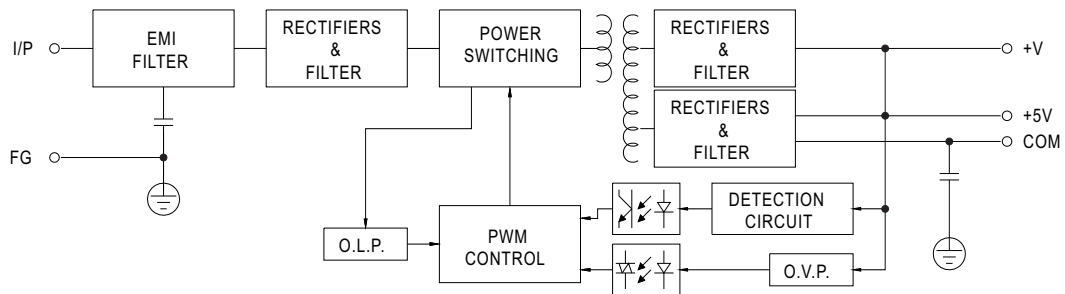 I/P
EMI
FILTER
RECTIFIERS
&
FILTER
POWER
SWITCHING
RECTIFIERS
&
FILTER
+V
RECTIFIERS
&
FILTER
+5V
COM
FG
DETECTION
CIRCUIT
O.L.P.
PWM
CONTROL
O.V.P.